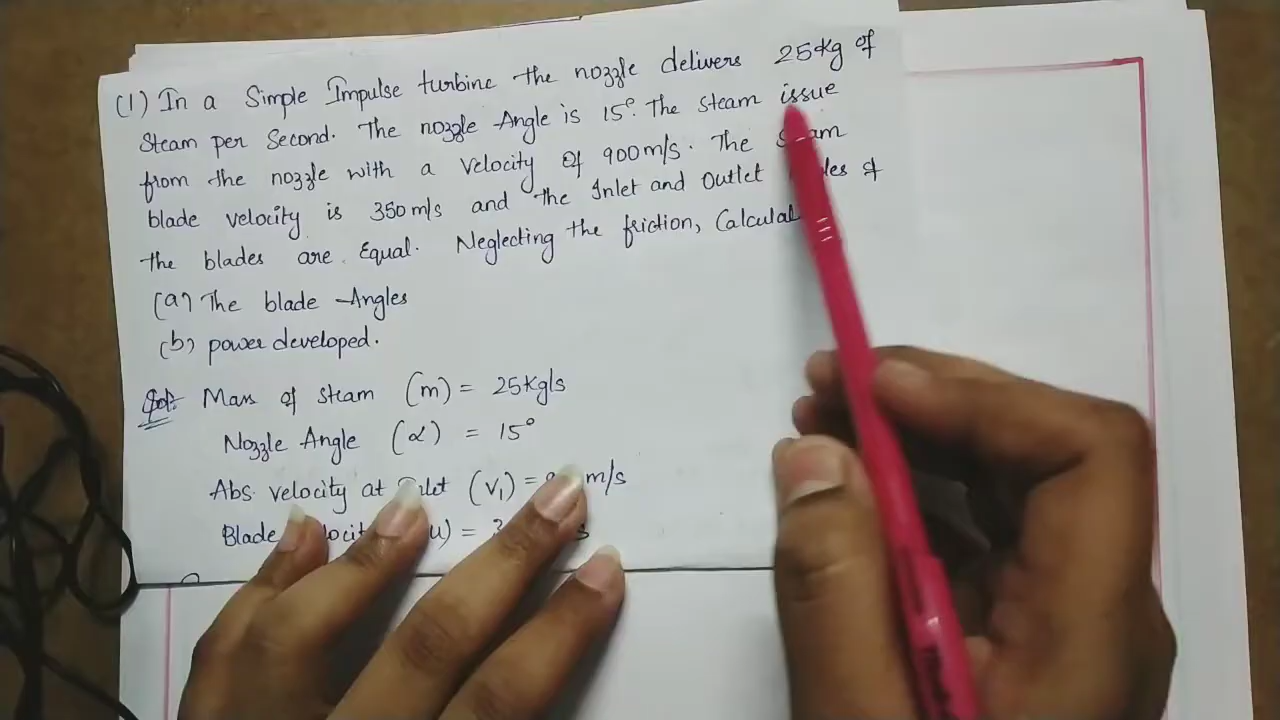 (1) In a Simple Impulse turbine the nozzle delivers 25kg of
Steam per Second. The nozzle Angle is 15°. The Steam issue
from the nozzle with a velocity of 900m/s. The
blade velocity is 350m/s and the Inlet and Outlet
the blades are Equal. Neglecting the friction,
(a) The blade Angles
(b) power developed.
Sol:- Mass of steam (m) = 25kg/s
Nozzle Angle (α) = 15°
Abs velocity at (V₁) = m/s
Blade (u) =